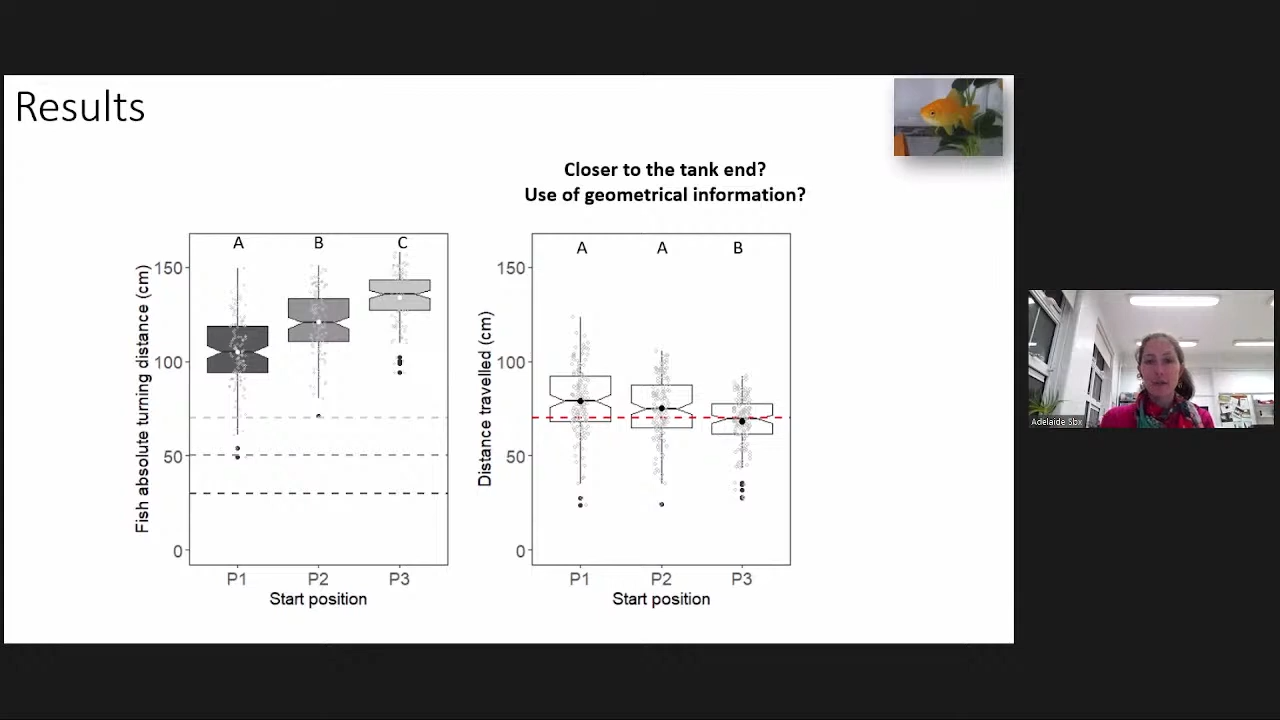 Results
Closer to the tank end?
Use of geometrical information?
A B C
150
100
50
0
Fish absolute turning distance (cm)
P1 P2 P3
Start position
A A B
150
100
50
0
Distance travelled (cm)
P1 P2 P3
Start position
Adelaide Sbx